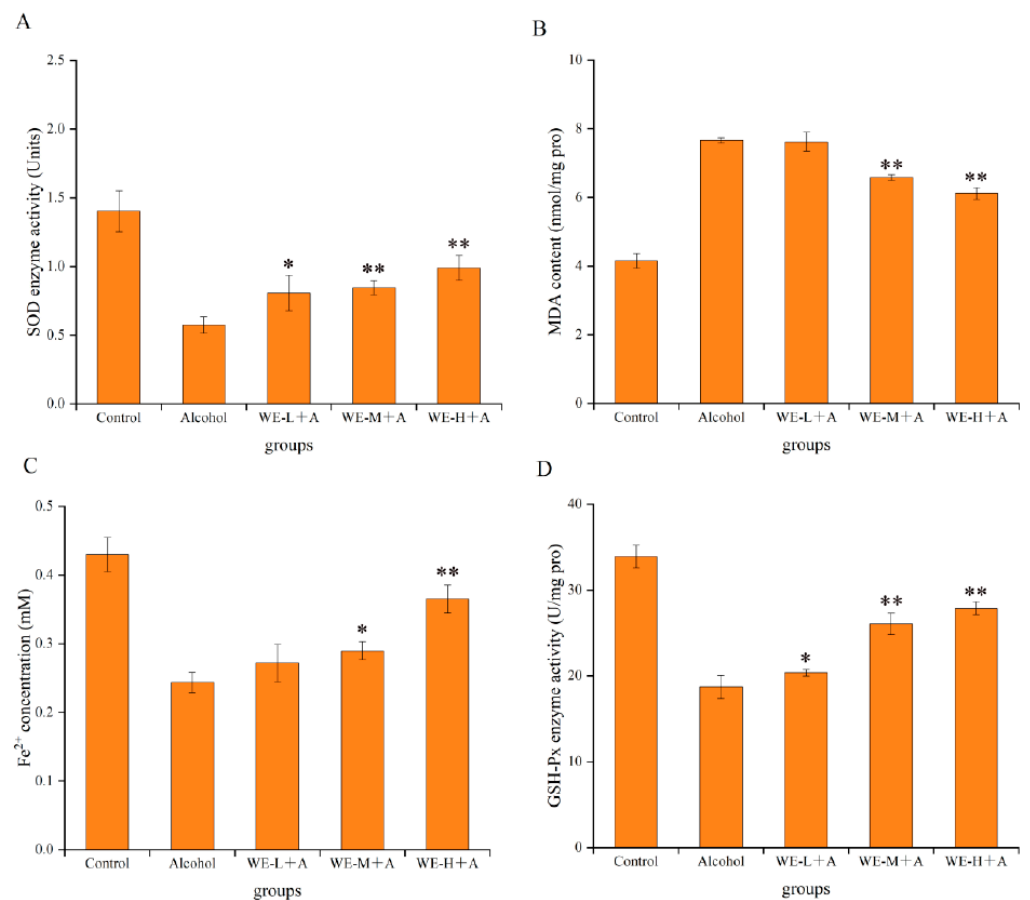 A
SOD enzyme activity (Units)
2.5
2.0
1.5
1.0
0.5
0.0
*
**
**
Control Alcohol WE-L+A WE-M+A WE-H+A
groups
B
MDA content (nmol/mg pro)
10
8
6
4
2
0
**
**
Control Alcohol WE-L+A WE-M+A WE-H+A
groups
C
Fe²⁺ concentration (mM)
0.5
0.4
0.3
0.2
0.1
0.0
*
**
Control Alcohol WE-L+A WE-M+A WE-H+A
groups
D
GSH-Px enzyme activity (U/mg pro)
40
30
20
10
0
*
**
**
Control Alcohol WE-L+A WE-M+A WE-H+A
groups